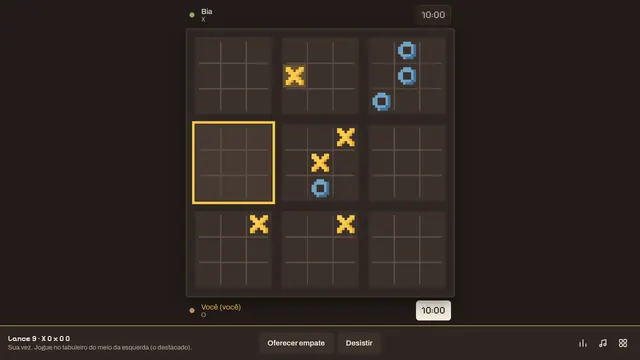 Bia
X
10:00
Você (você)
O
10:00
Lance 9 · X 0 x 0 O
Sua vez. Jogue no tabuleiro do meio da esquerda (o destacado).
Oferecer empate
Desistir